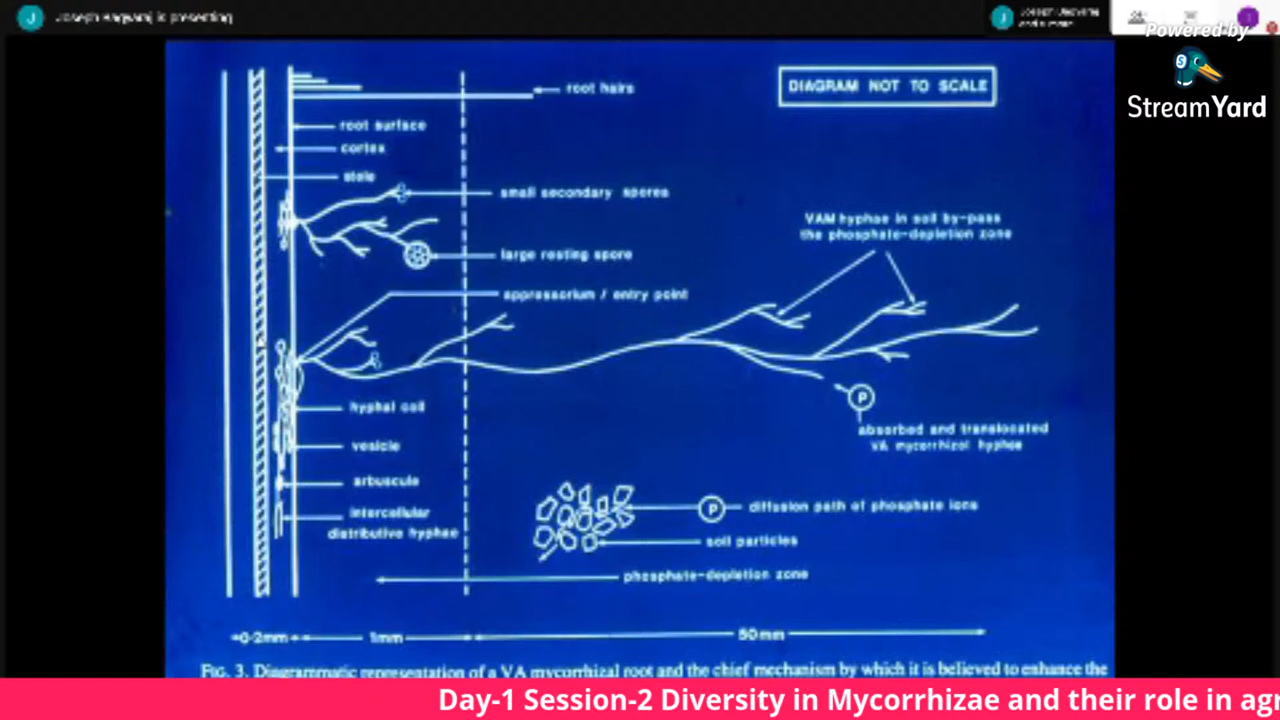 is presenting
Powered by
StreamYard
root hairs
DIAGRAM NOT TO SCALE
root surface
cortex
stele
small secondary spores
VAM hyphae in soil by-pass
the phosphate-depletion zone
large resting spore
appressorium / entry point
P
absorbed and translocated
VA mycorrhizal hyphae
hyphal coil
vesicle
arbuscule
intercellular
distributive hyphae
P
diffusion path of phosphate ions
soil particles
phosphate-depletion zone
0·2mm
1mm
50mm
FIG. 3. Diagrammatic representation of a VA mycorrhizal root and the chief mechanism by which it is believed to enhance the
Day-1 Session-2 Diversity in Mycorrhizae and their role in agr